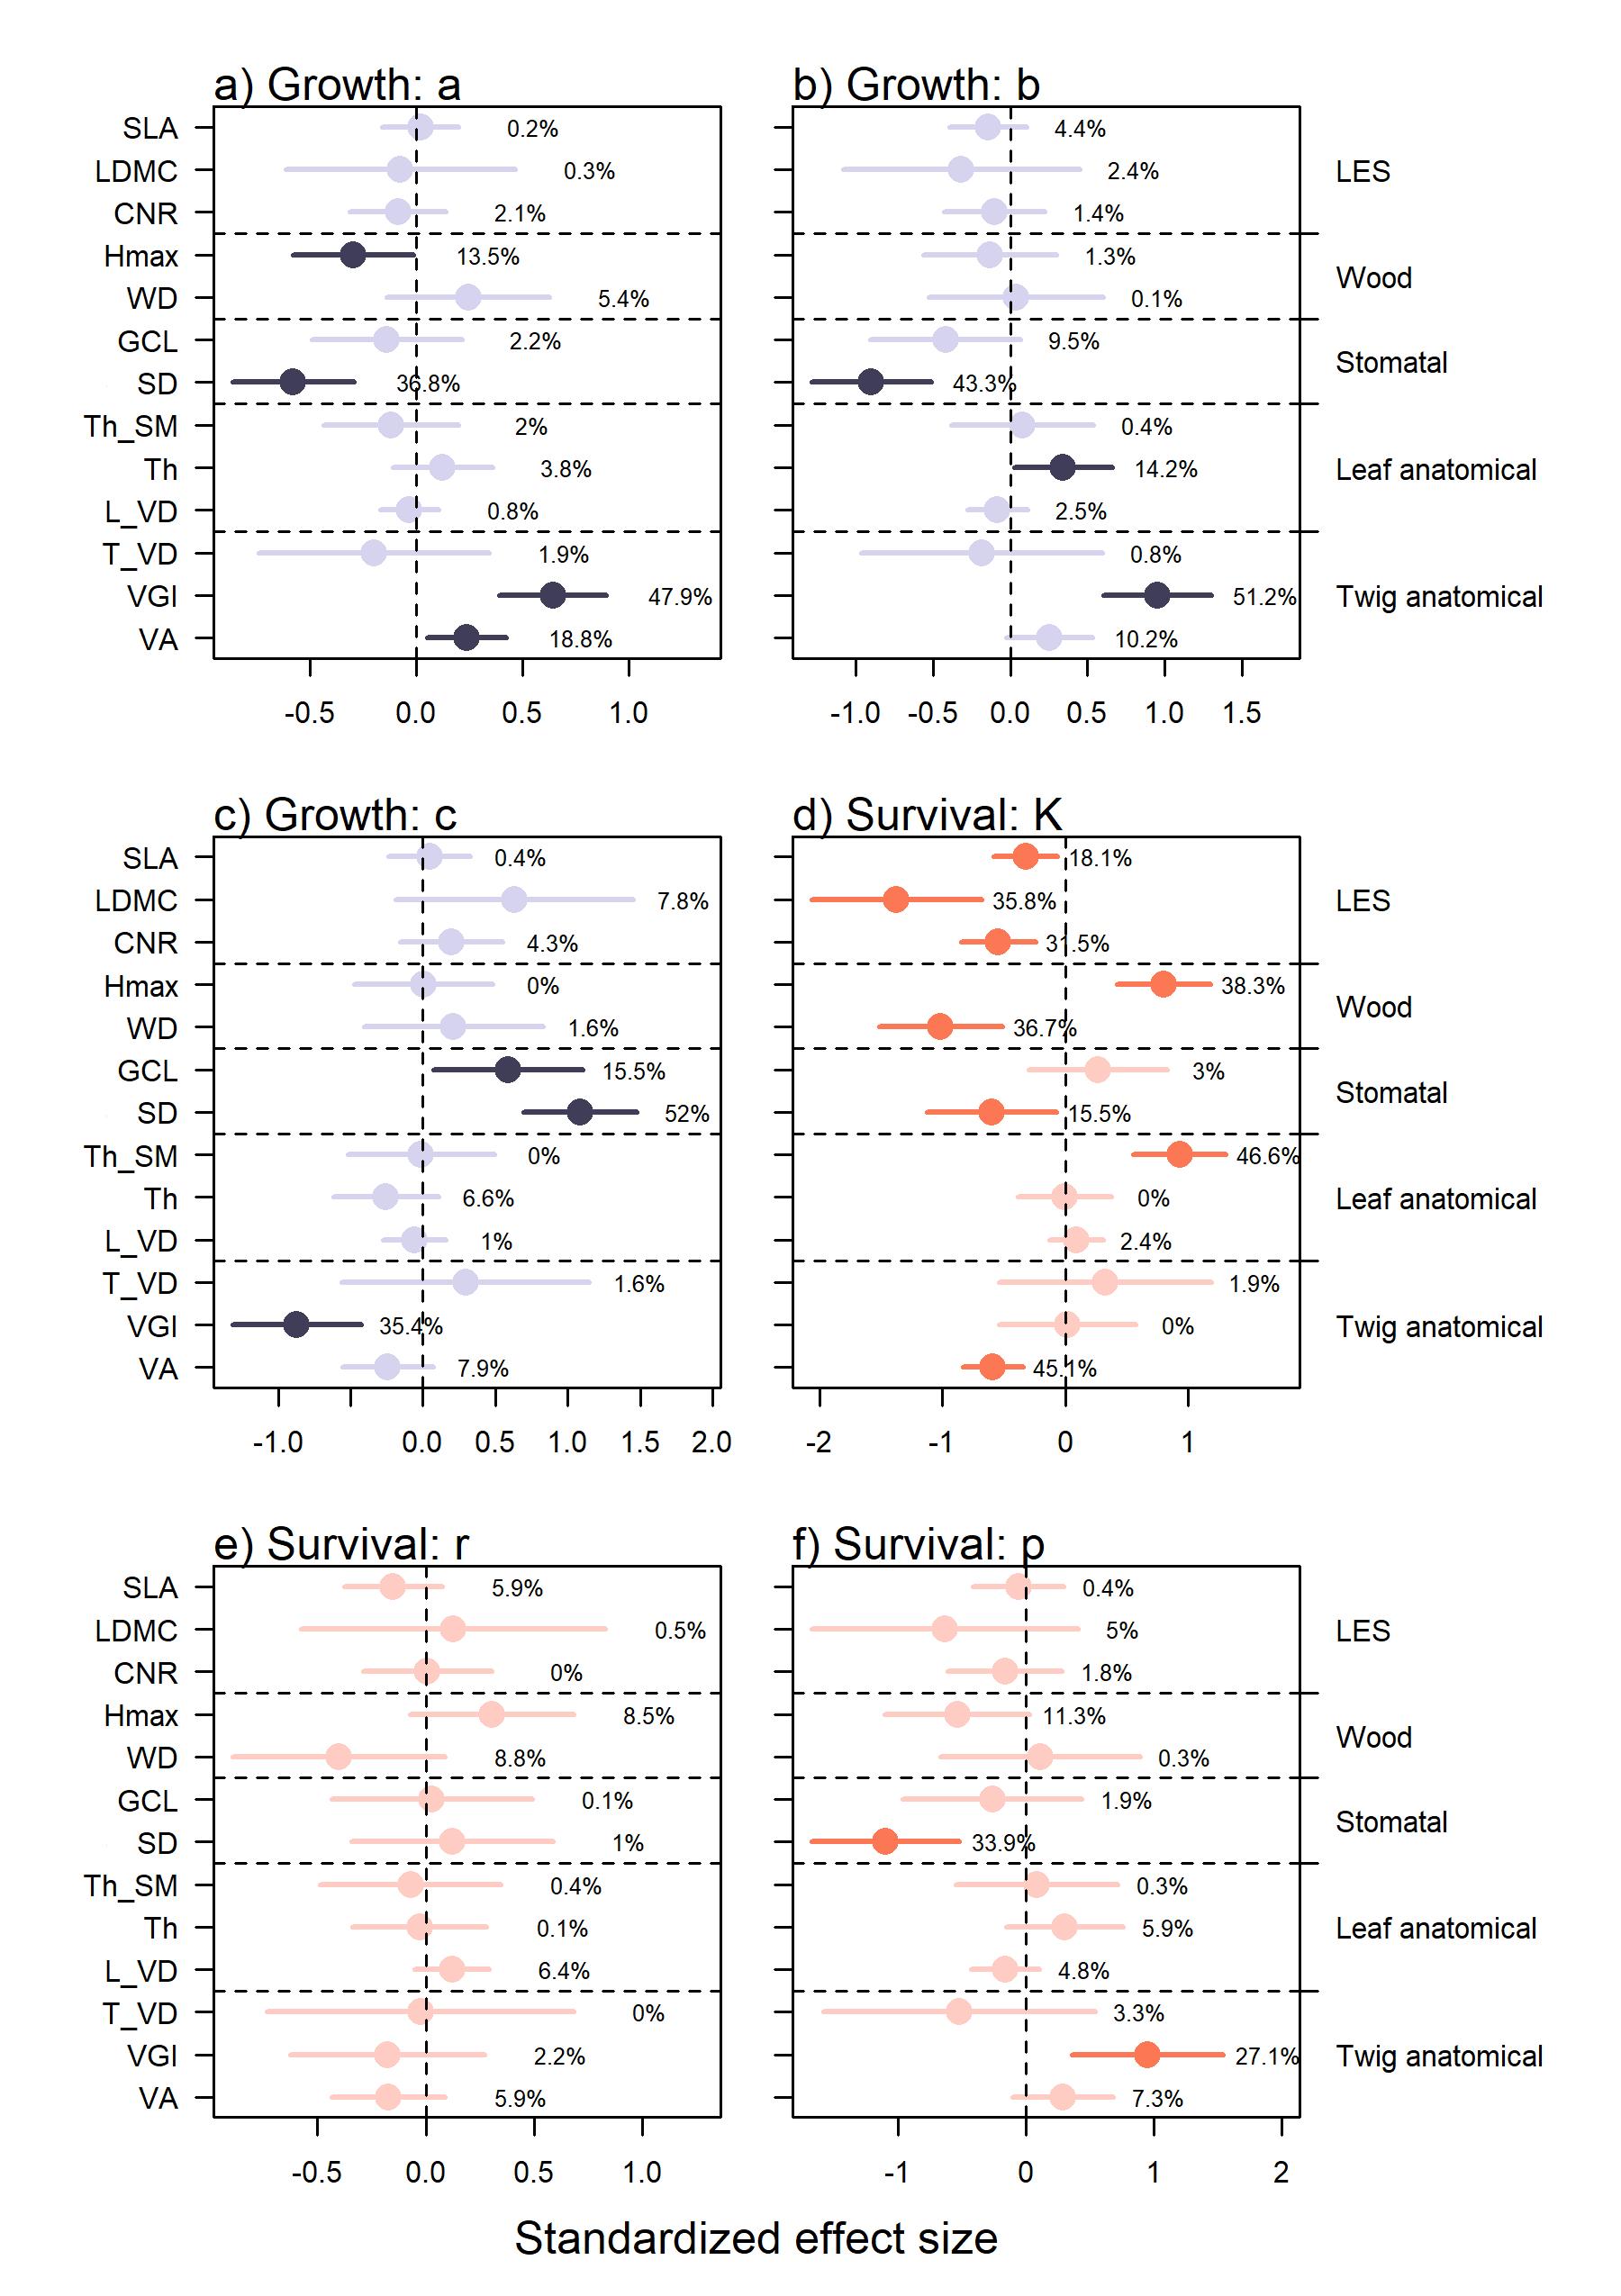 a) Growth: a
b) Growth: b
SLA 0.2% 4.4%
LDMC 0.3% 2.4% LES
CNR 2.1% 1.4%
Hmax 13.5% 1.3%
Wood
WD 5.4% 0.1%
GCL 2.2% 9.5%
Stomatal
SD 36.8% 43.3%
Th_SM 2% 0.4%
Th 3.8% 14.2% Leaf anatomical
L_VD 0.8% 2.5%
T_VD 1.9% 0.8%
VGI 47.9% 51.2% Twig anatomical
VA 18.8% 10.2%
-0.5 0.0 0.5 1.0
-1.0 -0.5 0.0 0.5 1.0 1.5
c) Growth: c
d) Survival: K
SLA 0.4% 18.1%
LDMC 7.8% 35.8% LES
CNR 4.3% 31.5%
Hmax 0% 38.3%
Wood
WD 1.6% 36.7%
GCL 15.5% 3%
Stomatal
SD 52% 15.5%
Th_SM 0% 46.6%
Th 6.6% 0% Leaf anatomical
L_VD 1% 2.4%
T_VD 1.6% 1.9%
VGI 35.4% 0% Twig anatomical
VA 7.9% 45.1%
-1.0 0.0 0.5 1.0 1.5 2.0
-2 -1 0 1
e) Survival: r
f) Survival: p
SLA 5.9% 0.4%
LDMC 0.5% 5% LES
CNR 0% 1.8%
Hmax 8.5% 11.3%
Wood
WD 8.8% 0.3%
GCL 0.1% 1.9%
Stomatal
SD 1% 33.9%
Th_SM 0.4% 0.3%
Th 0.1% 5.9% Leaf anatomical
L_VD 6.4% 4.8%
T_VD 0% 3.3%
VGI 2.2% 27.1% Twig anatomical
VA 5.9% 7.3%
-0.5 0.0 0.5 1.0
-1 0 1 2
Standardized effect size